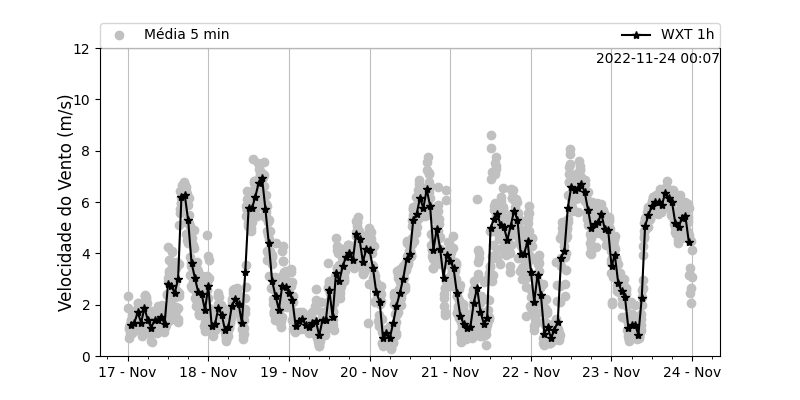 Média 5 min
WXT 1h
2022-11-24 00:07
Velocidade do Vento (m/s)
12
10
8
6
4
2
0
17 - Nov 18 - Nov 19 - Nov 20 - Nov 21 - Nov 22 - Nov 23 - Nov 24 - Nov